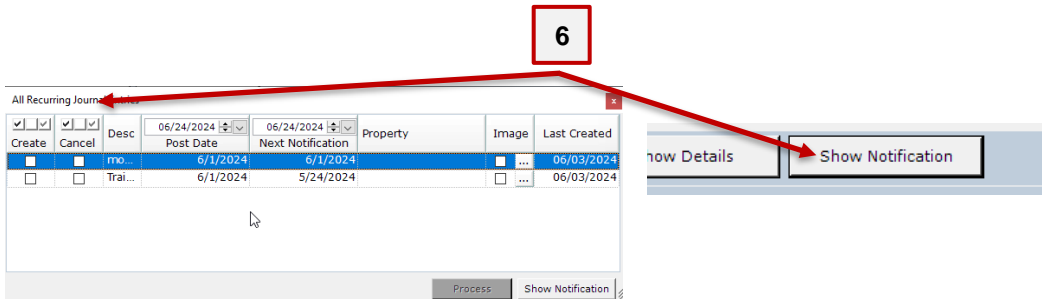 6
All Recurring Journal Entries
x
06/24/2024 06/24/2024
Create Cancel Desc Post Date Next Notification Property Image Last Created
mo... 6/1/2024 6/1/2024 ... 06/03/2024
Trai... 6/1/2024 5/24/2024 ... 06/03/2024
Process Show Notification
how Details Show Notification